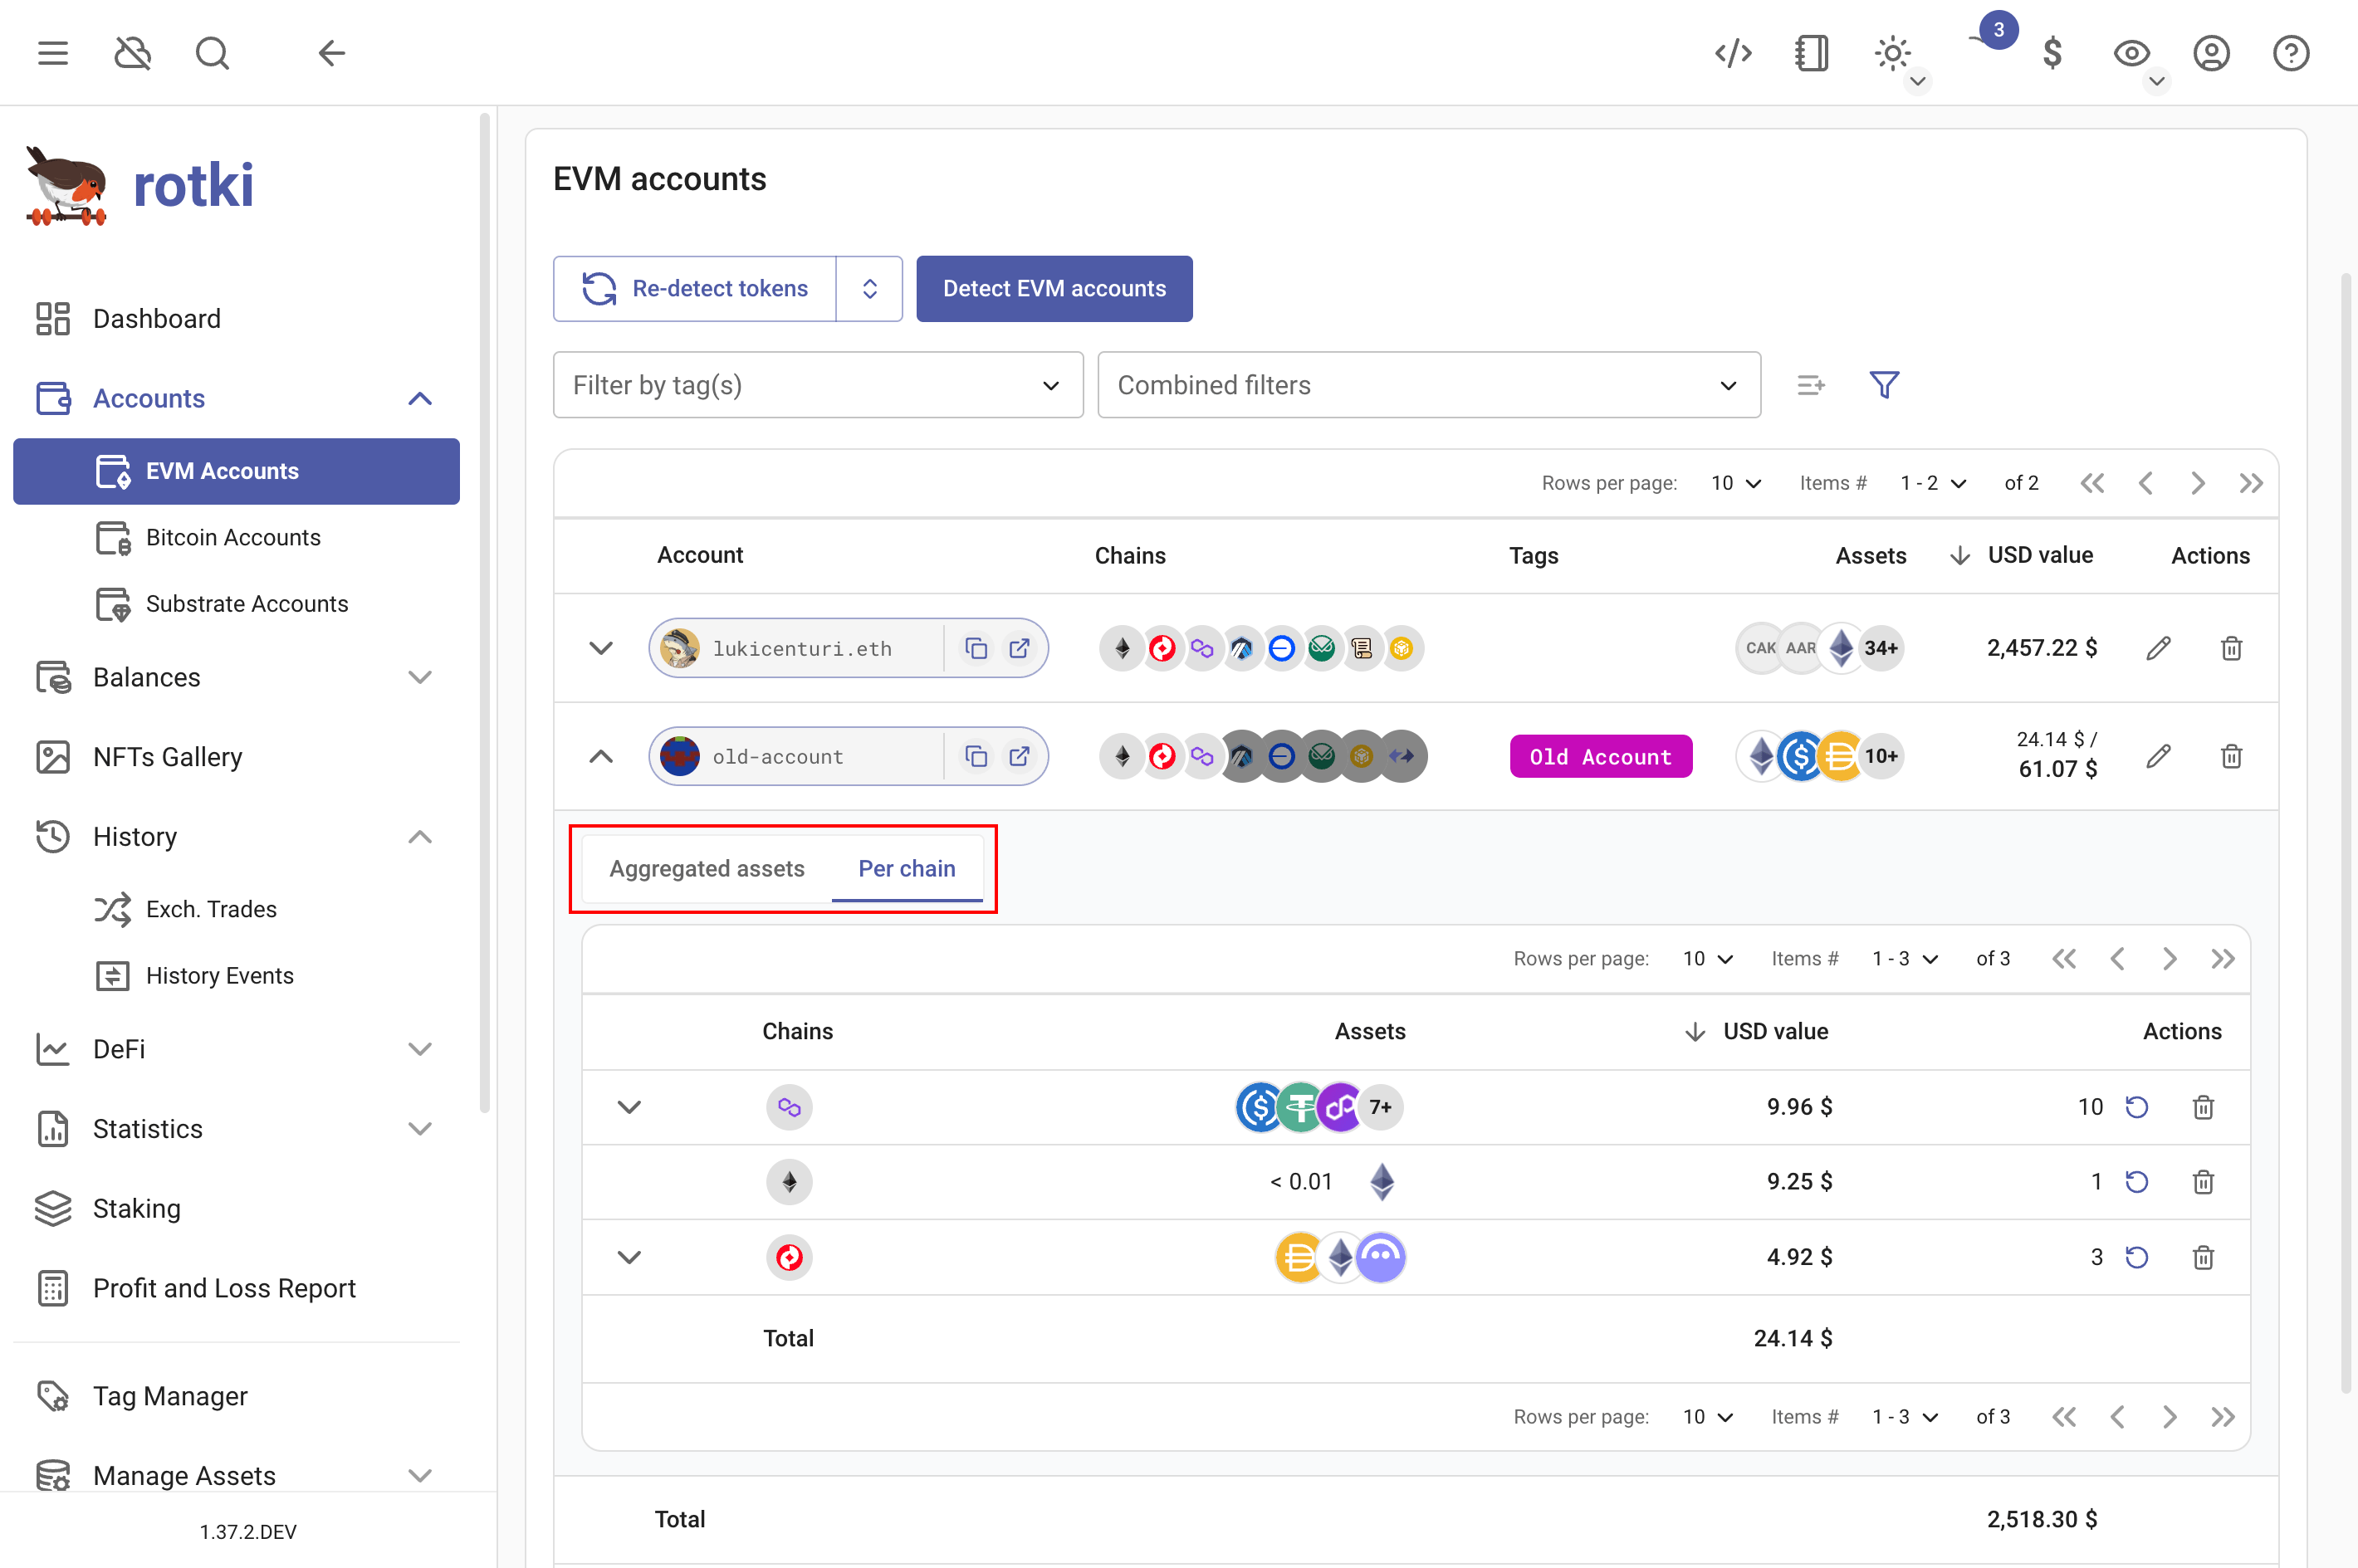 3
rotki
Dashboard
Accounts
EVM Accounts
Bitcoin Accounts
Substrate Accounts
Balances
NFTs Gallery
History
Exch. Trades
History Events
DeFi
Statistics
Staking
Profit and Loss Report
Tag Manager
Manage Assets
1.37.2.DEV
EVM accounts
Re-detect tokens
Detect EVM accounts
Filter by tag(s)
Combined filters
Rows per page: 10 Items # 1 - 2 of 2
Account Chains Tags Assets USD value Actions
lukicenturi.eth CAK AAR 34+ 2,457.22 $
old-account Old Account 10+ 24.14 $ /
61.07 $
Aggregated assets Per chain
Rows per page: 10 Items # 1 - 3 of 3
Chains Assets USD value Actions
7+ 9.96 $ 10
< 0.01 9.25 $ 1
4.92 $ 3
Total 24.14 $
Rows per page: 10 Items # 1 - 3 of 3
Total 2,518.30 $